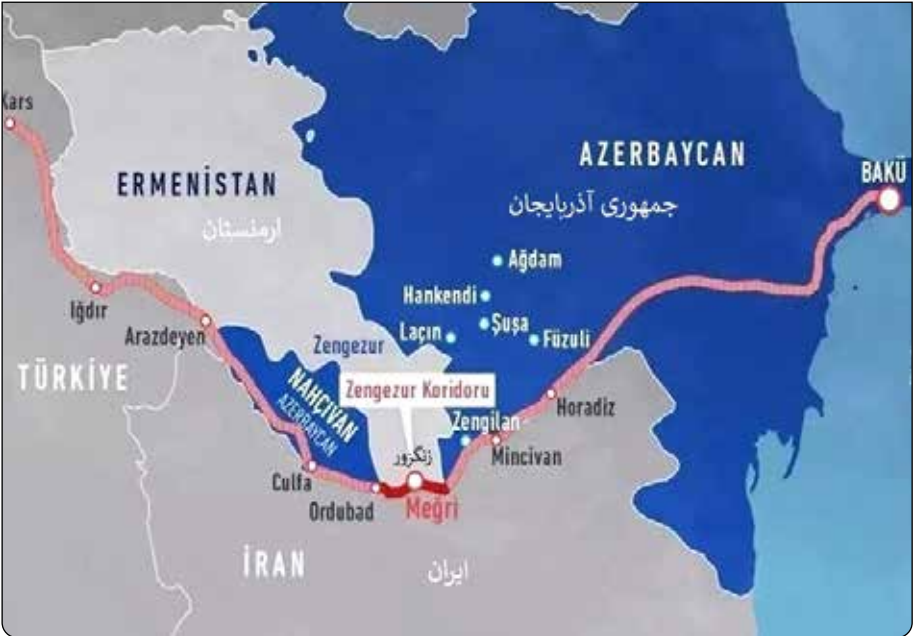 Kars
ERMENİSTAN
ارمنستان
AZERBAYCAN
جمهوری آذربایجان
BAKÜ
Iğdır
Arazdeyen
Ağdam
Hankendi
Şuşa
Laçın
Füzuli
TÜRKİYE
Zengezur
NAHÇIVAN
AZERBAYCAN
Zengezur Koridoru
Zengilan
Horadiz
Mincivan
زنگزور
Culfa
Ordubad
Meğri
İRAN
ایران